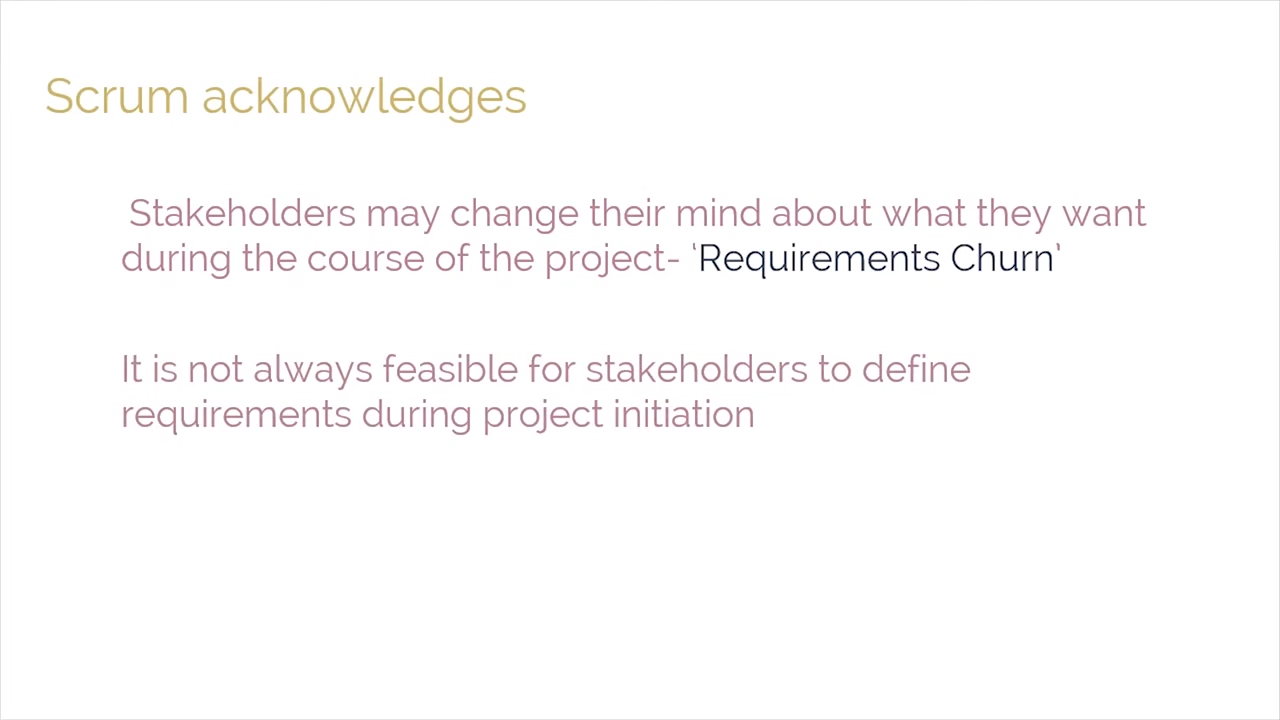 Scrum acknowledges
Stakeholders may change their mind about what they want
during the course of the project- ‘Requirements Churn’
It is not always feasible for stakeholders to define
requirements during project initiation